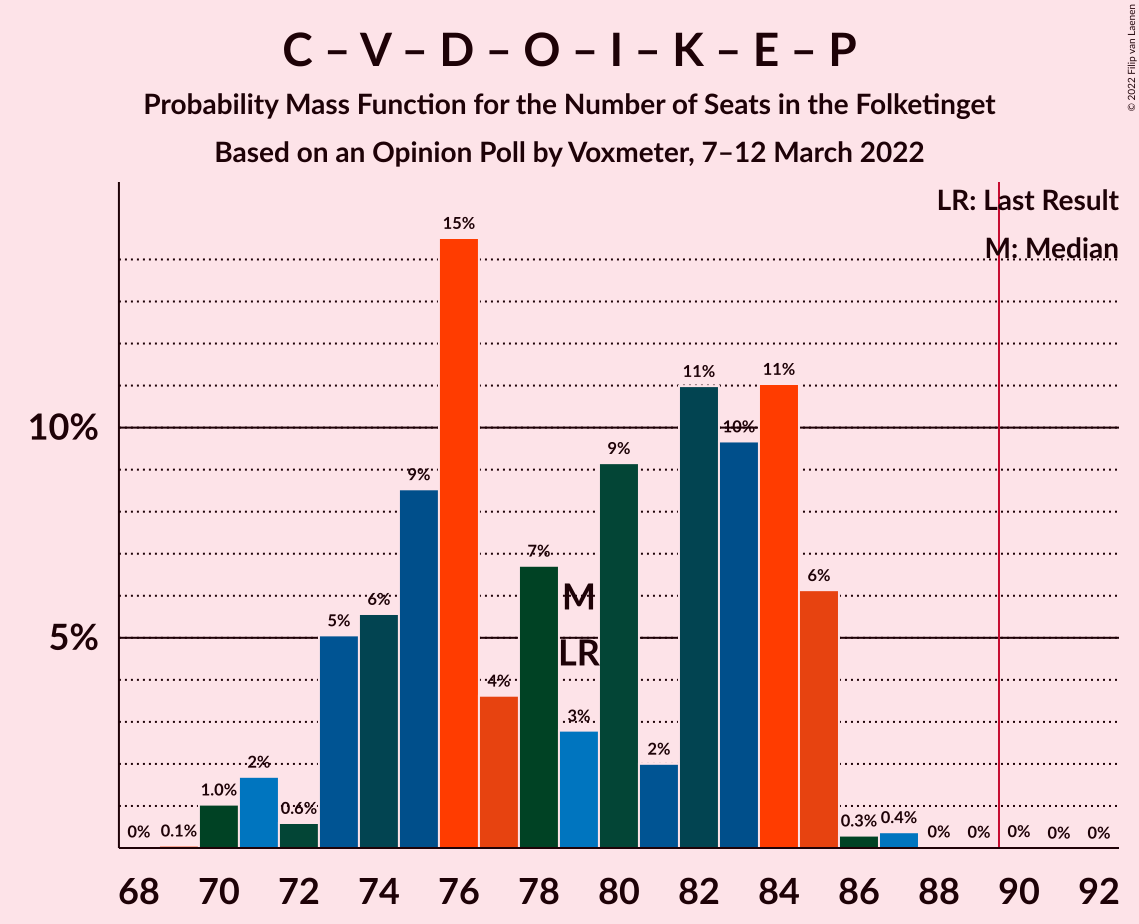 C – V – D – O – I – K – E – P
Probability Mass Function for the Number of Seats in the Folketinget
Based on an Opinion Poll by Voxmeter, 7–12 March 2022
© 2022 Filip van Laenen
LR: Last Result
M: Median
15%
11% 11%
10%
10%
9% 9%
7%
6% 6%
M
5%
5%
LR
4%
3%
2% 2%
1.0%
0.6%
0.3% 0.4%
0% 0.1% 0% 0% 0% 0% 0%
68 70 72 74 76 78 80 82 84 86 88 90 92